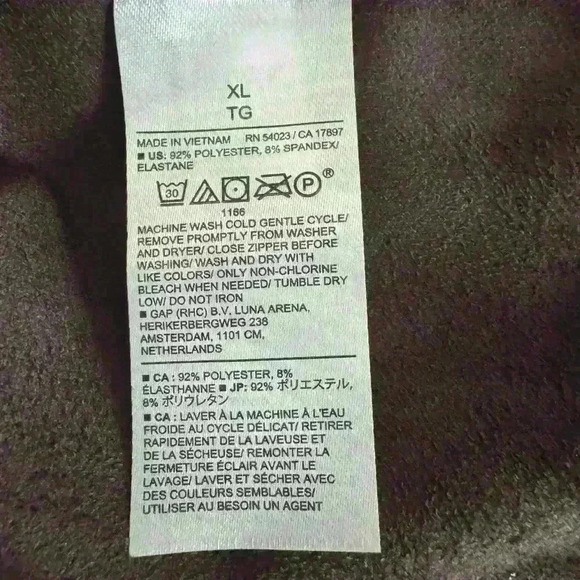 XL
TG
MADE IN VIETNAM RN 54023 / CA 17897
■ US: 92% POLYESTER, 8% SPANDEX/
ELASTANE
30 P ®
1166
MACHINE WASH COLD GENTLE CYCLE/
REMOVE PROMPTLY FROM WASHER
AND DRYER/ CLOSE ZIPPER BEFORE
WASHING/ WASH AND DRY WITH
LIKE COLORS/ ONLY NON-CHLORINE
BLEACH WHEN NEEDED/ TUMBLE DRY
LOW/ DO NOT IRON
■ GAP (RHC) B.V. LUNA ARENA,
HERIKERBERGWEG 238
AMSTERDAM, 1101 CM,
NETHERLANDS
■ CA : 92% POLYESTER, 8%
ÉLASTHANNE ■ JP: 92% ポリエステル,
8% ポリウレタン
■ CA : LAVER À LA MACHINE À L'EAU
FROIDE AU CYCLE DÉLICAT/ RETIRER
RAPIDEMENT DE LA LAVEUSE ET
DE LA SÉCHEUSE/ REMONTER LA
FERMETURE ÉCLAIR AVANT LE
LAVAGE/ LAVER ET SÉCHER AVEC
DES COULEURS SEMBLABLES/
UTILISER AU BESOIN UN AGENT